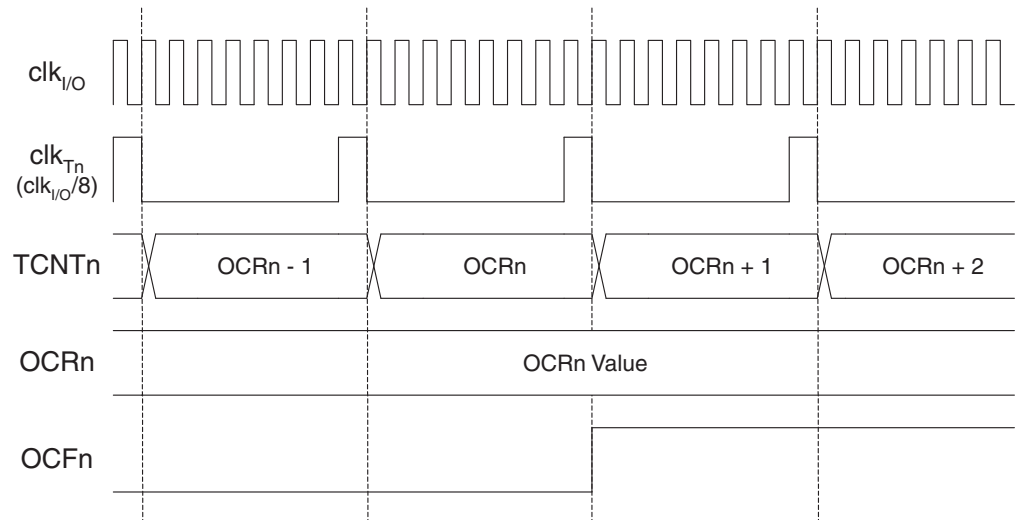 clkI/O
clkTn
(clkI/O/8)
TCNTn
OCRn - 1
OCRn
OCRn + 1
OCRn + 2
OCRn
OCRn Value
OCFn